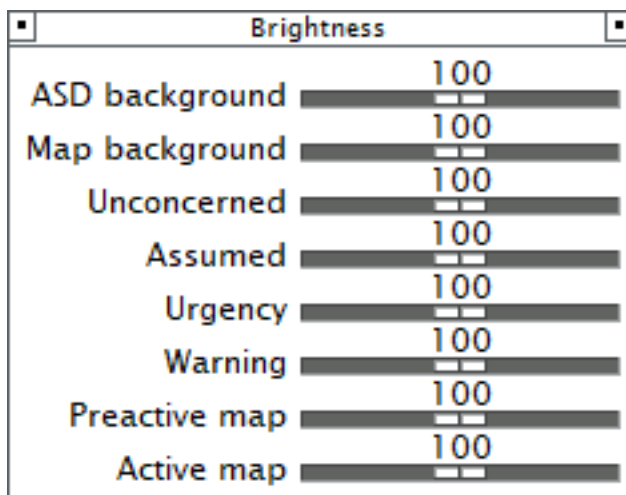 Brightness
100
ASD background
100
Map background
100
Unconcerned
100
Assumed
100
Urgency
100
Warning
100
Preactive map
100
Active map